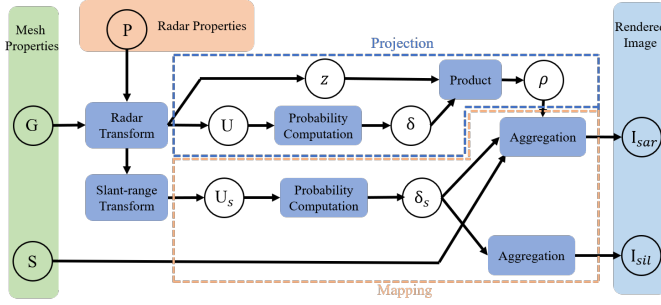 Mesh
Properties
P
Radar Properties
Rendered
Image
Projection
z
Product
ρ
G
Radar
Transform
U
Probability
Computation
δ
Aggregation
I_sar
Slant-range
Transform
U_s
Probability
Computation
δ_s
S
Aggregation
I_sil
Mapping